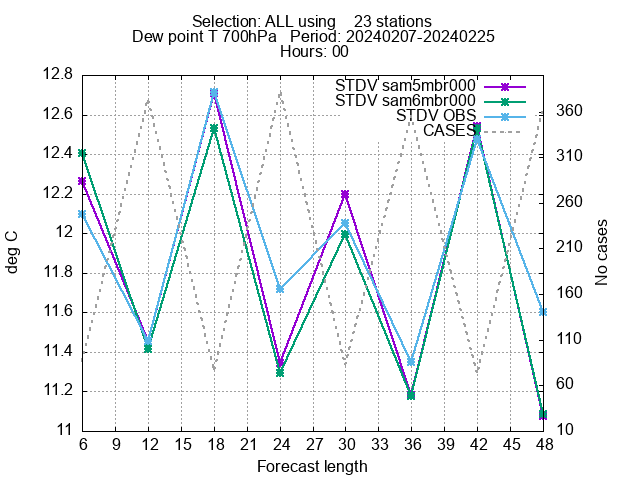 Selection: ALL using    23 stations
Dew point T 700hPa   Period: 20240207-20240225
Hours: 00
STDV sam5mbr000
STDV sam6mbr000
STDV OBS
CASES
12.8
12.6
12.4
12.2
12
11.8
11.6
11.4
11.2
11
deg C
360
310
260
210
160
110
60
10
No cases
6 9 12 15 18 21 24 27 30 33 36 39 42 45 48
Forecast length